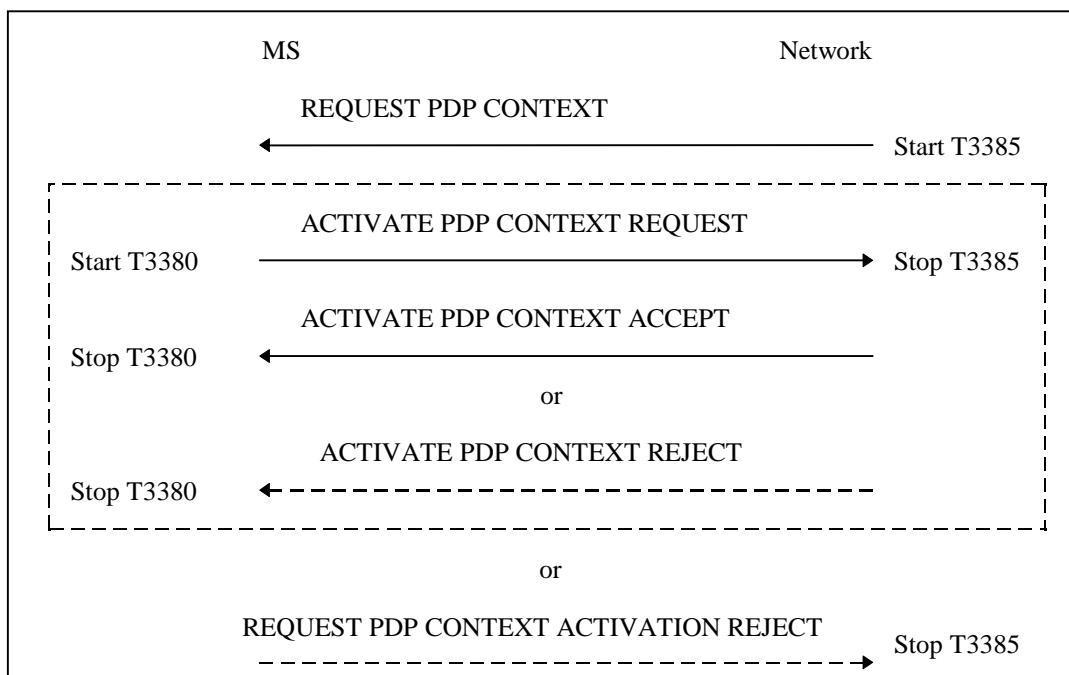 MS Network
REQUEST PDP CONTEXT
Start T3385
ACTIVATE PDP CONTEXT REQUEST
Start T3380 Stop T3385
ACTIVATE PDP CONTEXT ACCEPT
Stop T3380
or
ACTIVATE PDP CONTEXT REJECT
Stop T3380
or
REQUEST PDP CONTEXT ACTIVATION REJECT
Stop T3385